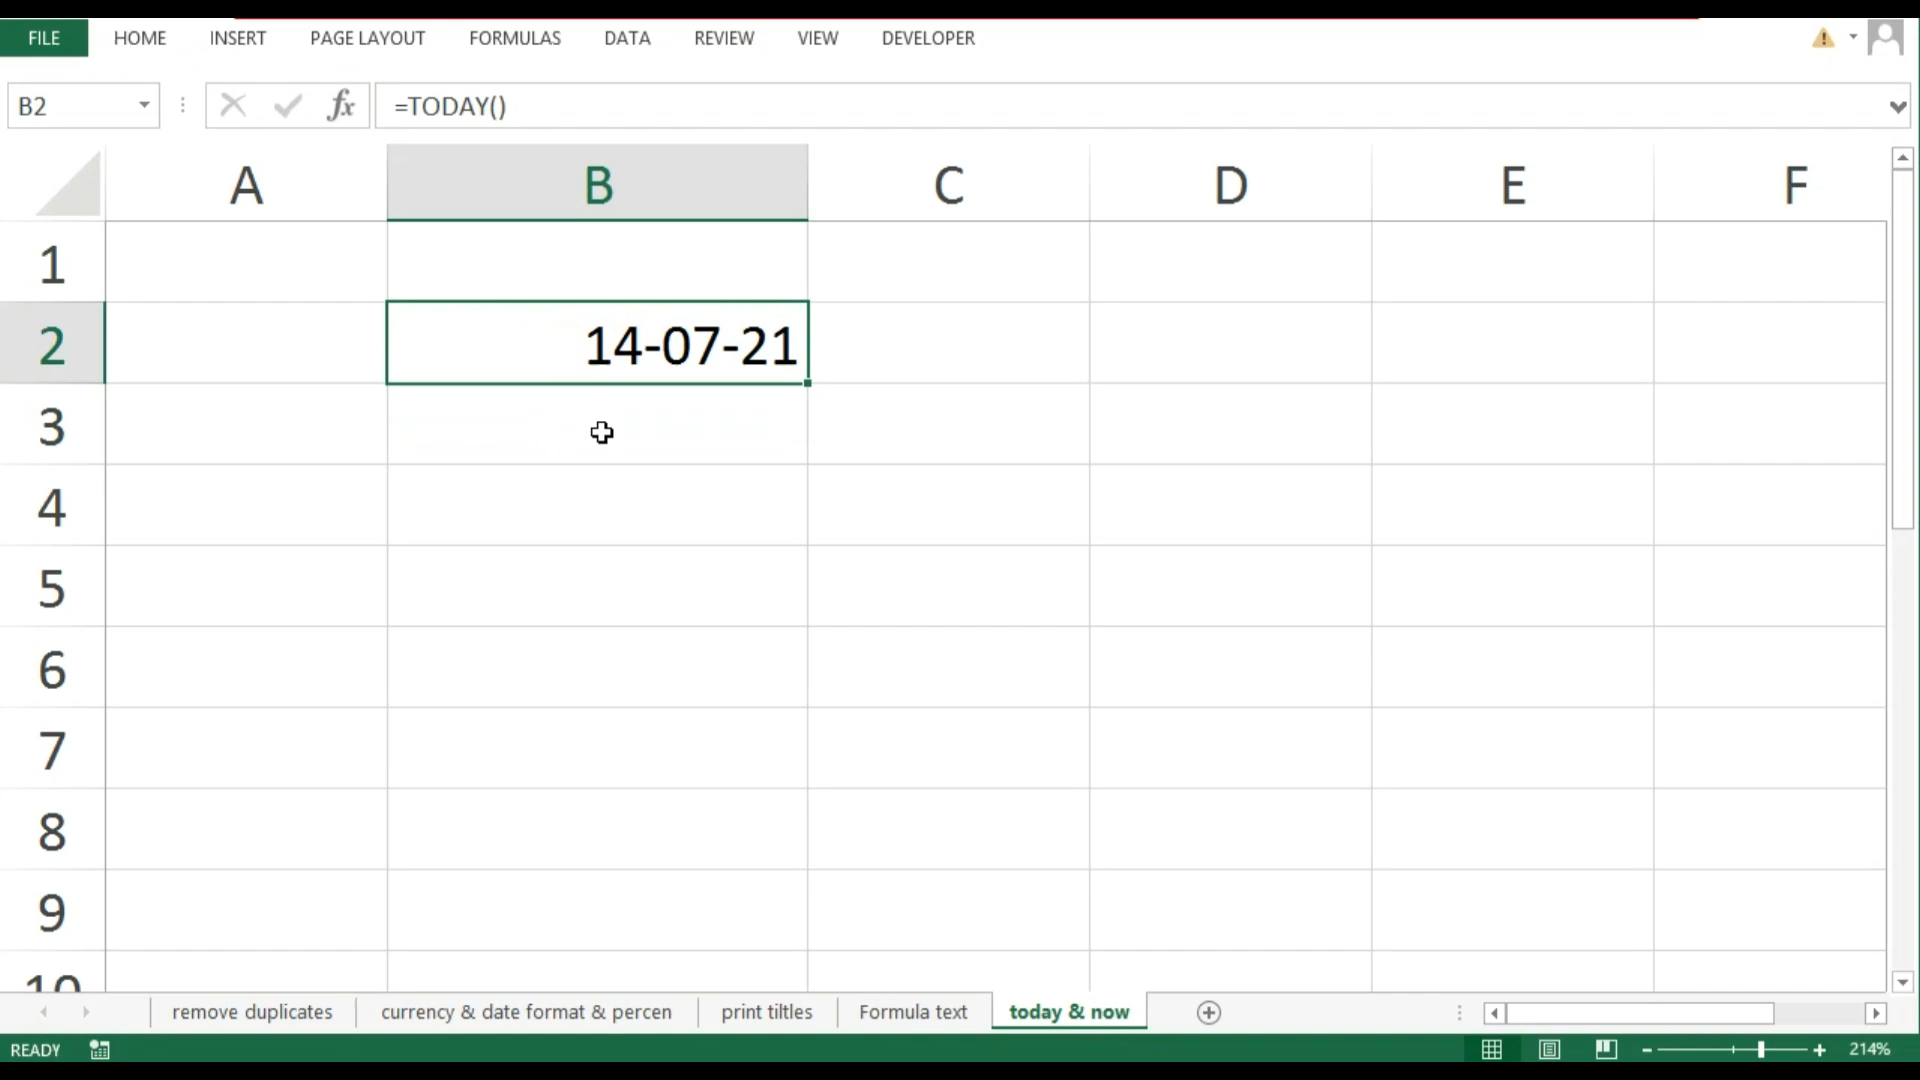 FILE HOME INSERT PAGE LAYOUT FORMULAS DATA REVIEW VIEW DEVELOPER
B2 fx =TODAY()
A B C D E F
1
2 14-07-21
3
4
5
6
7
8
9
10
remove duplicates currency & date format & percen print tiltles Formula text today & now
READY 214%